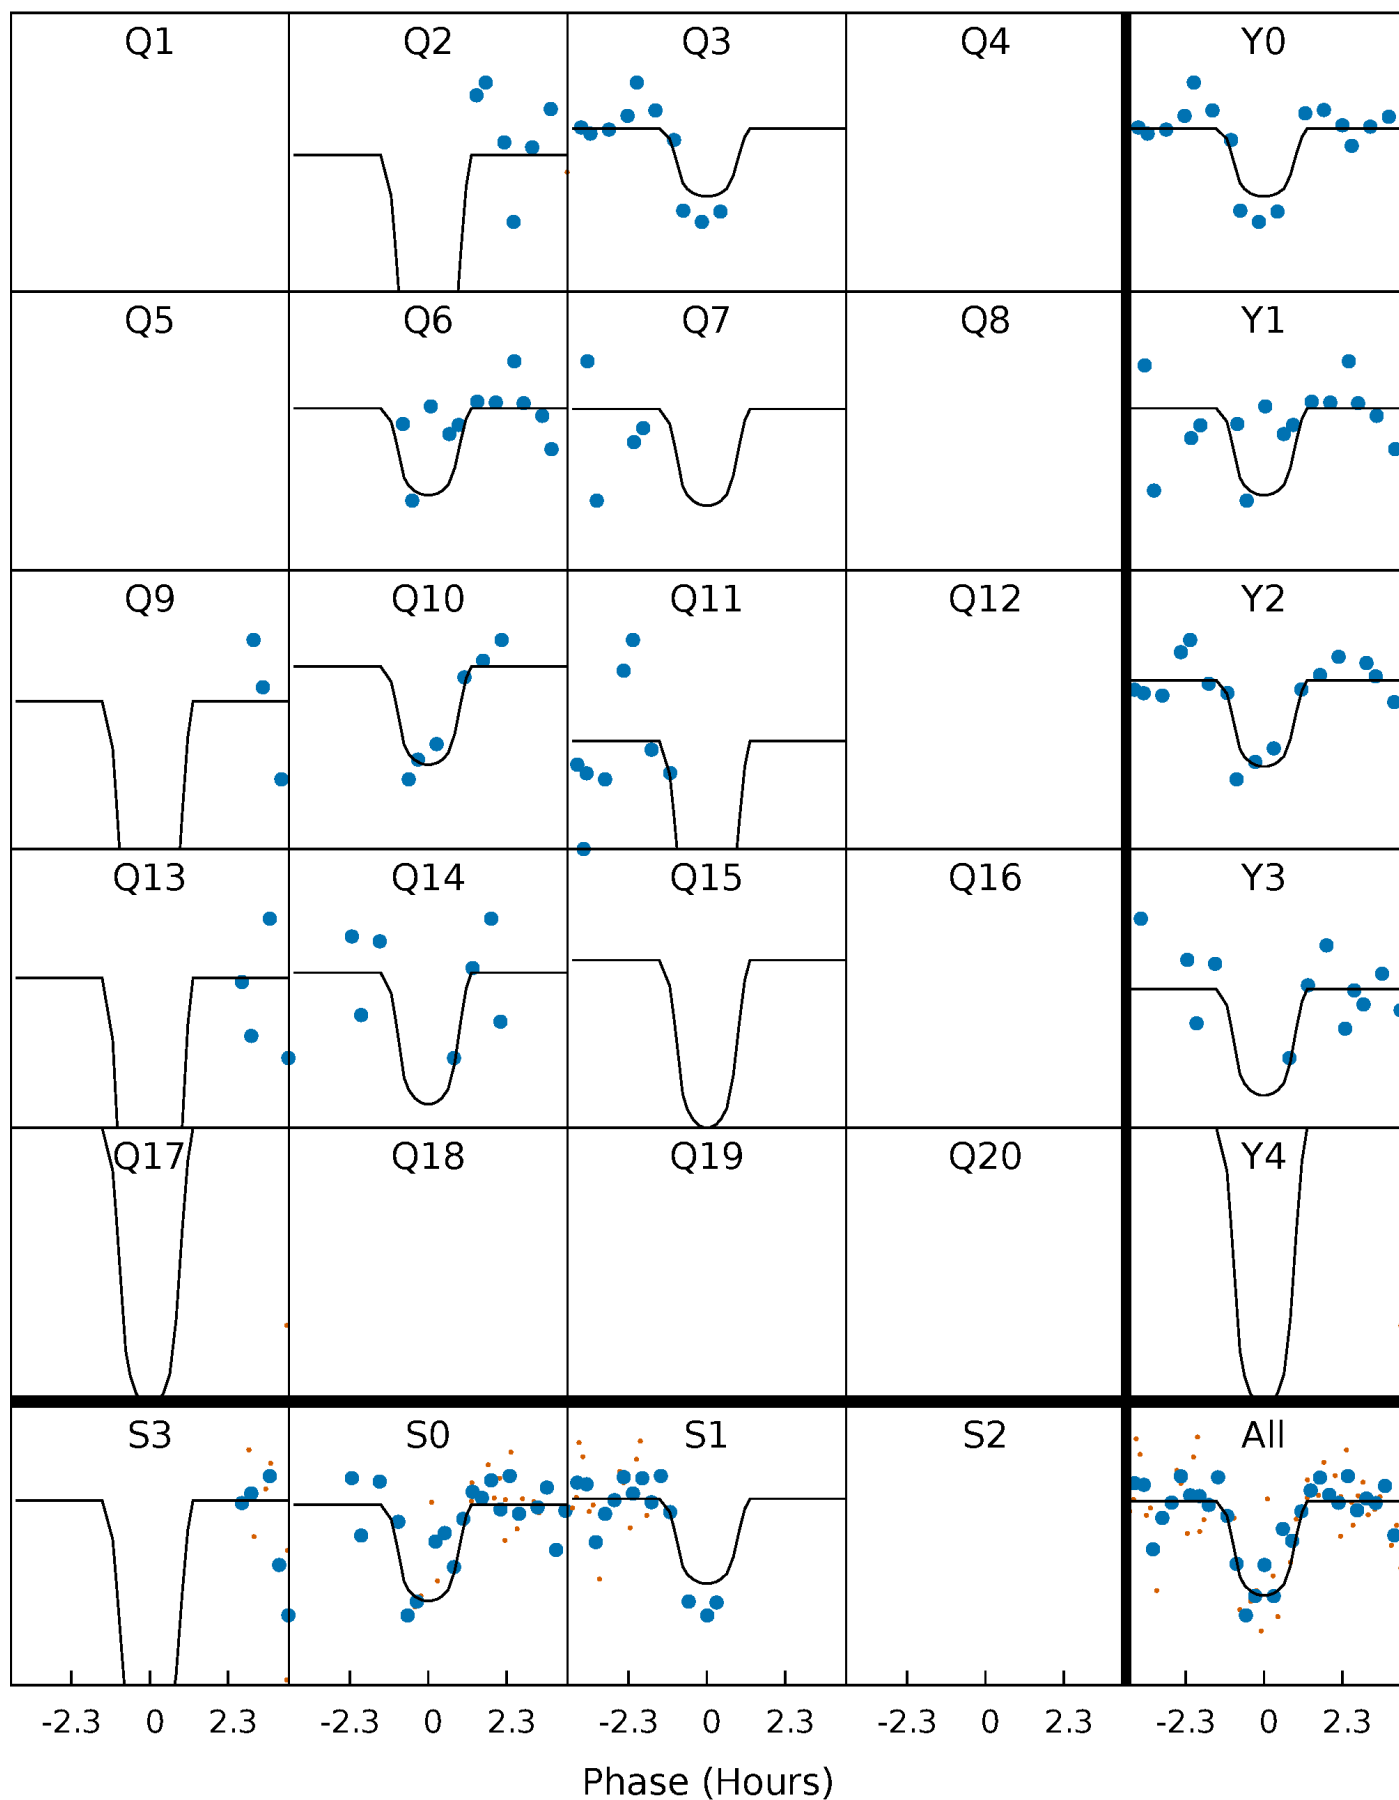 Q1 Q2 Q3 Q4 Y0
Q5 Q6 Q7 Q8 Y1
Q9 Q10 Q11 Q12 Y2
Q13 Q14 Q15 Q16 Y3
Q17 Q18 Q19 Q20 Y4
S3 S0 S1 S2 All
-2.3 0 2.3 -2.3 0 2.3 -2.3 0 2.3 -2.3 0 2.3 -2.3 0 2.3
Phase (Hours)